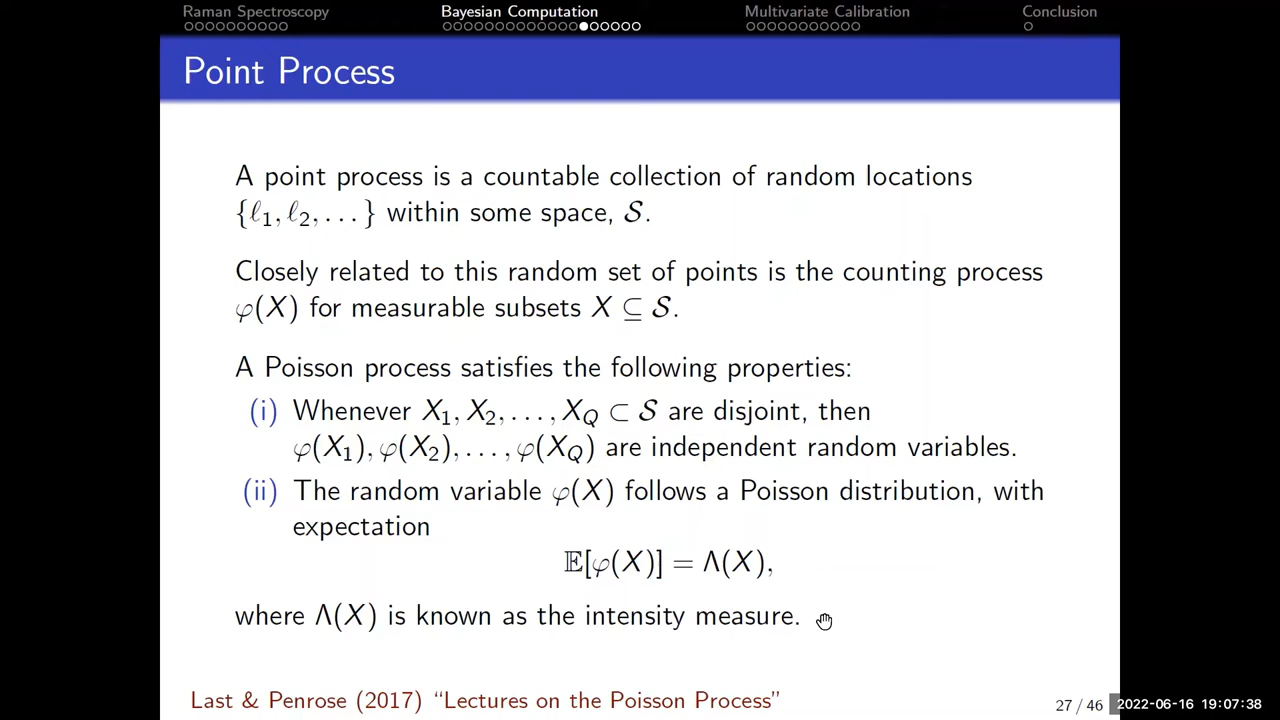 Raman Spectroscopy Bayesian Computation Multivariate Calibration Conclusion
Point Process
A point process is a countable collection of random locations
{ℓ₁, ℓ₂, . . . } within some space, 𝒮.
Closely related to this random set of points is the counting process
φ(X) for measurable subsets X ⊆ 𝒮.
A Poisson process satisfies the following properties:
(i) Whenever X₁, X₂, . . . , X_Q ⊂ 𝒮 are disjoint, then
φ(X₁), φ(X₂), . . . , φ(X_Q) are independent random variables.
(ii) The random variable φ(X) follows a Poisson distribution, with
expectation
𝔼[φ(X)] = Λ(X),
where Λ(X) is known as the intensity measure.
Last & Penrose (2017) “Lectures on the Poisson Process”
27 / 46 2022-06-16 19:07:38